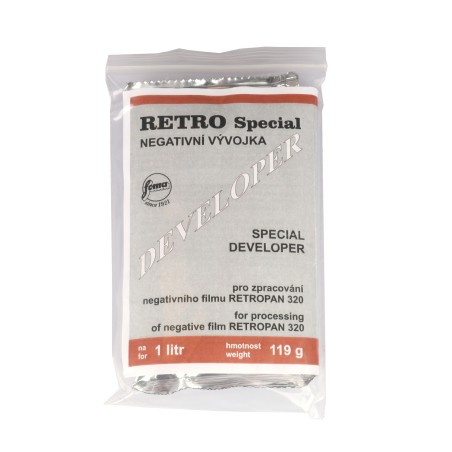 RETRO Special
NEGATIVNÍ VÝVOJKA
Foma
since 1921
DEVELOPER
SPECIAL
DEVELOPER
pro zpracování
negativního filmu RETROPAN 320
for processing
of negative film RETROPAN 320
na for 1 litr hmotnost weight 119 g